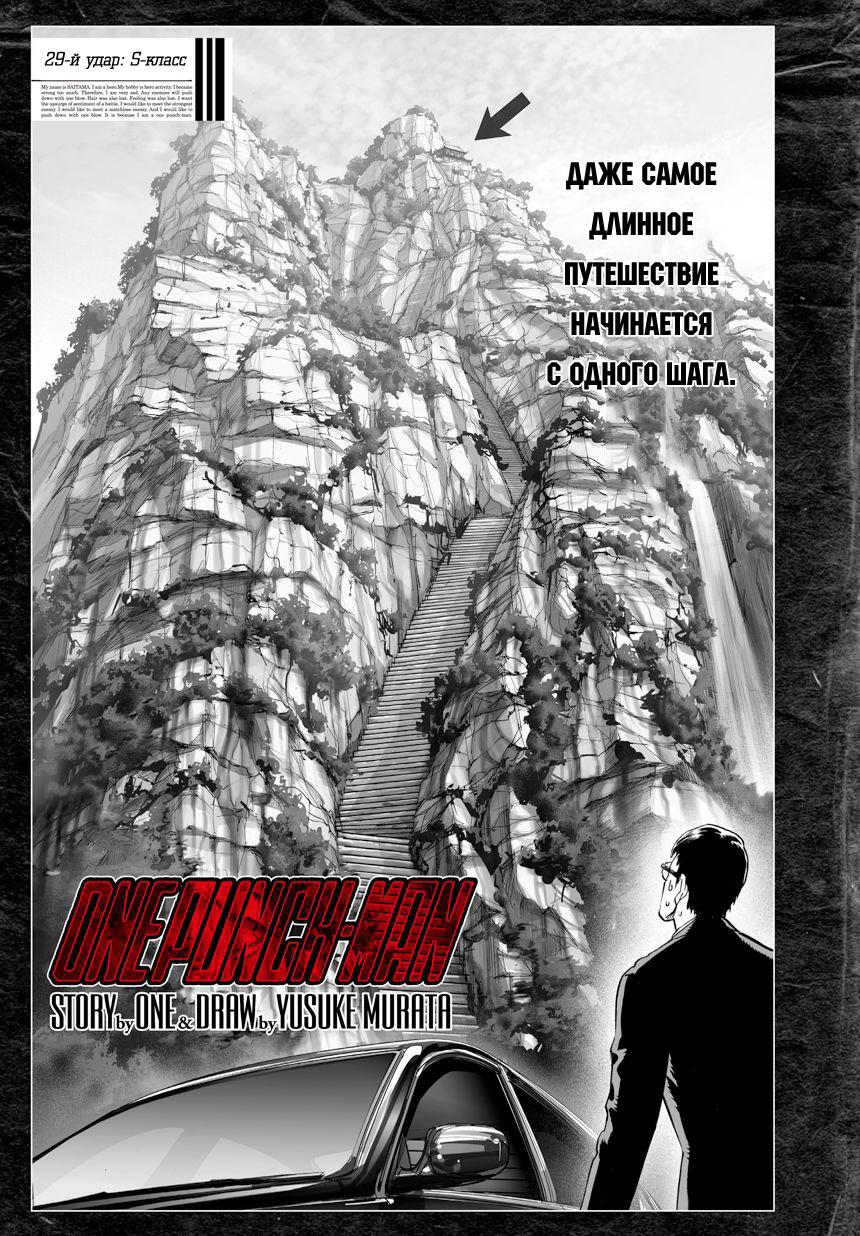 29-й удар: S-класс
My name is SAITAMA. I am a hero.My hobby is hero activity. I became
strong too much. Therefore, I am very sad. Any enemies will push
down with one blow. Hair was also lost. Feeling was also lost. I want
the upsurge of sentiment of a battle. I would like to meet the strongest
enemy. I would like to meet a matchless enemy. And I would like to
push down with one blow. It is because I am a one punch-man.
ДАЖЕ САМОЕ
ДЛИННОЕ
ПУТЕШЕСТВИЕ
НАЧИНАЕТСЯ
С ОДНОГО ШАГА.
ONE PUNCH-MAN
STORY by ONE & DRAW by YUSUKE MURATA